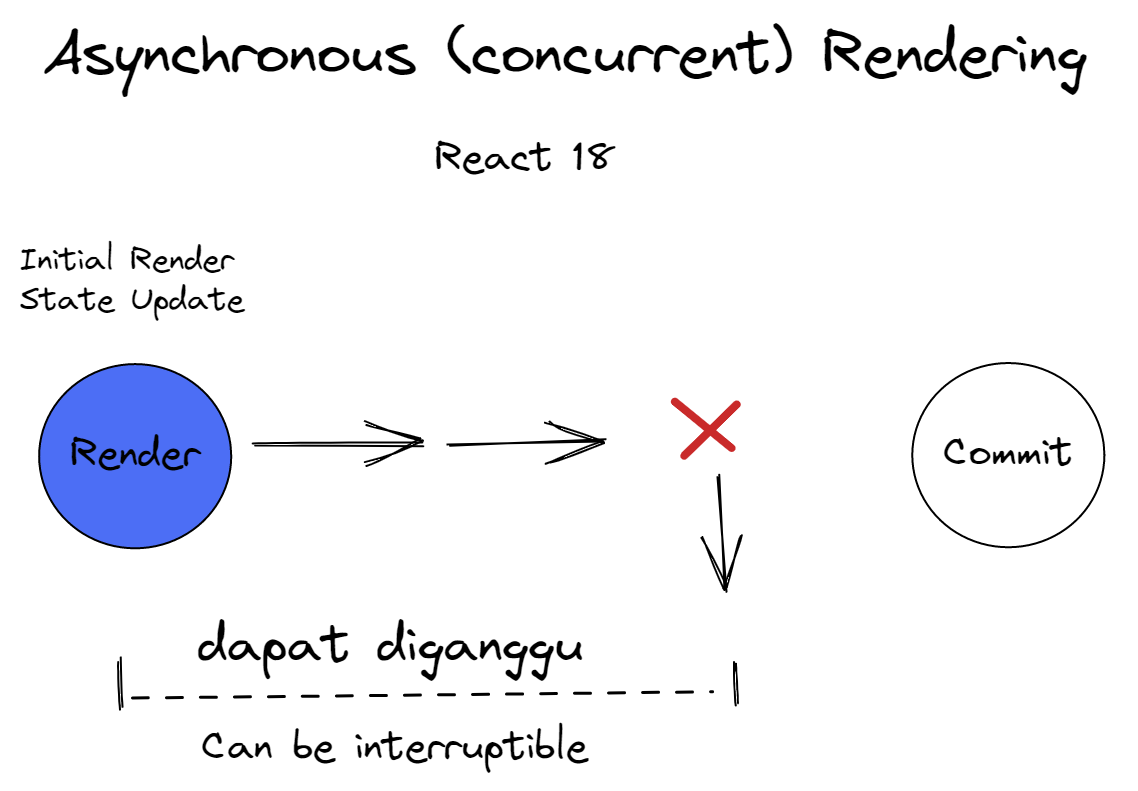 Asynchronous (concurrent) Rendering
React 18
Initial Render
State Update
Render
Commit
dapat diganggu
Can be interruptible